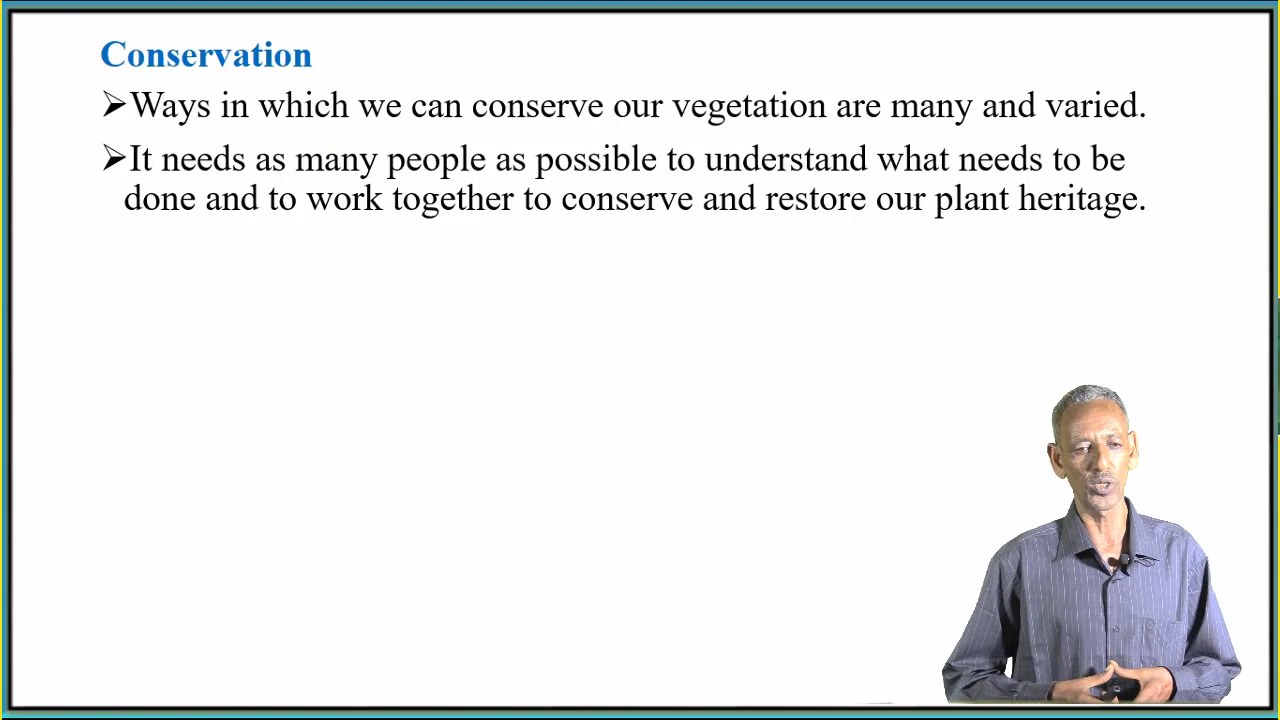 Conservation
➢Ways in which we can conserve our vegetation are many and varied.
➢It needs as many people as possible to understand what needs to be
done and to work together to conserve and restore our plant heritage.